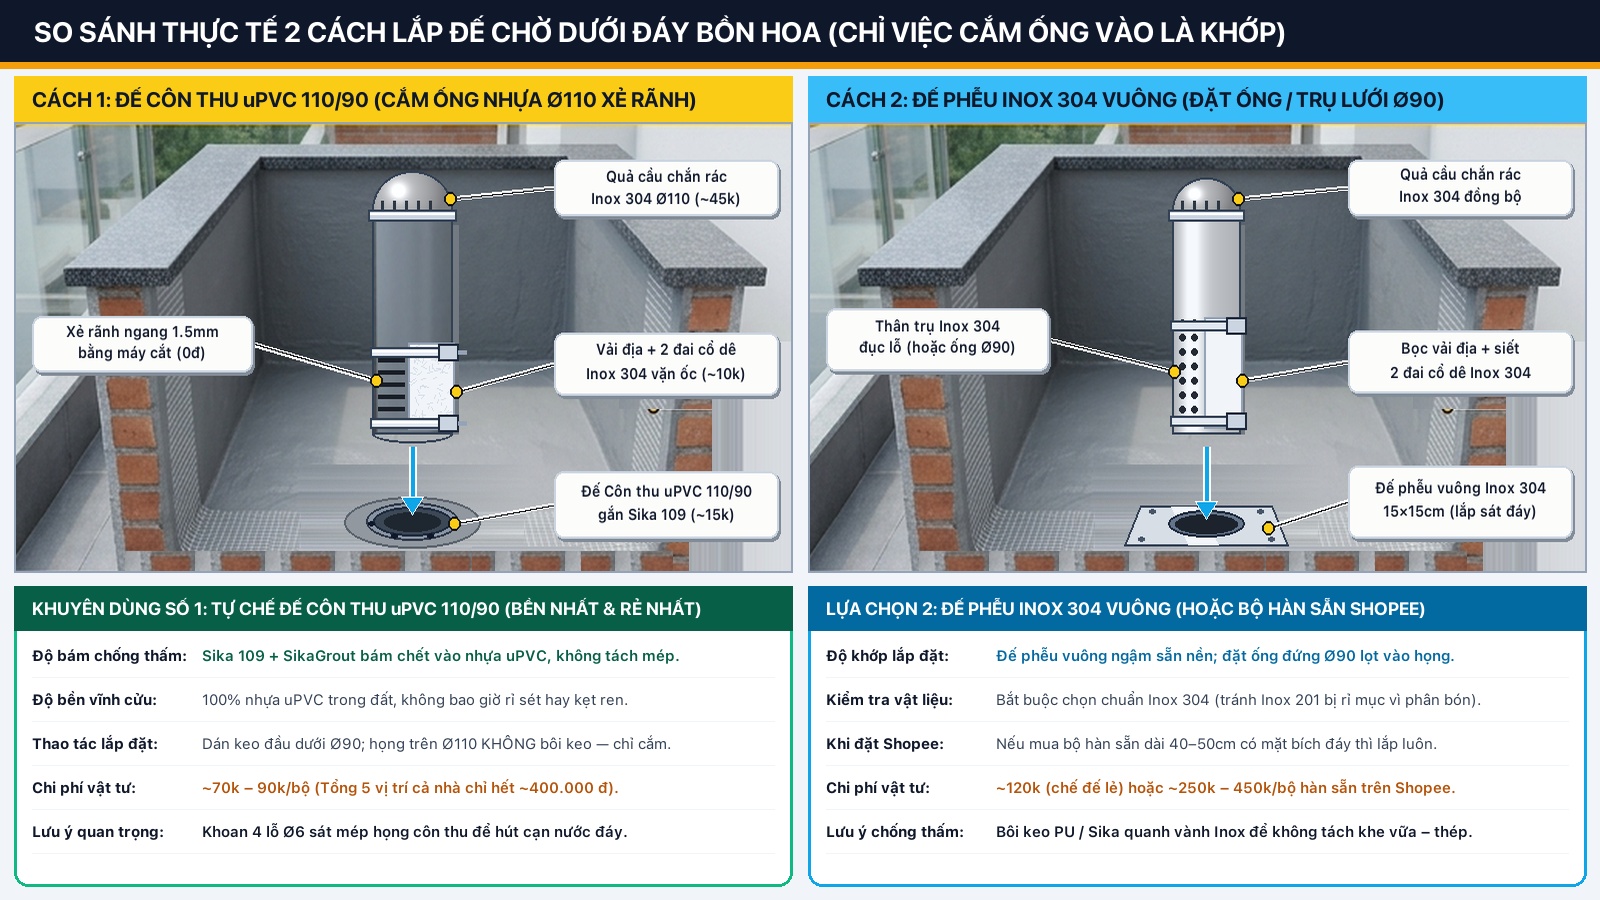 SO SÁNH THỰC TẾ 2 CÁCH LẮP ĐẾ CHỜ DƯỚI ĐÁY BỒN HOA (CHỈ VIỆC CẮM ỐNG VÀO LÀ KHỚP)
CÁCH 1: ĐẾ CÔN THU uPVC 110/90 (CẮM ỐNG NHỰA Ø110 XẺ RÃNH)
Quả cầu chắn rác
Inox 304 Ø110 (~45k)
Xẻ rãnh ngang 1.5mm
bằng máy cắt (0đ)
Vải địa + 2 đai cổ dê
Inox 304 vặn ốc (~10k)
Đế Côn thu uPVC 110/90
gắn Sika 109 (~15k)
CÁCH 2: ĐẾ PHỄU INOX 304 VUÔNG (ĐẶT ỐNG / TRỤ LƯỚI Ø90)
Quả cầu chắn rác
Inox 304 đồng bộ
Thân trụ Inox 304
đục lỗ (hoặc ống Ø90)
Bọc vải địa + siết
2 đai cổ dê Inox 304
Đế phễu vuông Inox 304
15×15cm (lắp sát đáy)
KHUYÊN DÙNG SỐ 1: TỰ CHẾ ĐẾ CÔN THU uPVC 110/90 (BỀN NHẤT & RẺ NHẤT)
Độ bám chống thấm: Sika 109 + SikaGrout bám chết vào nhựa uPVC, không tách mép.
Độ bền vĩnh cửu: 100% nhựa uPVC trong đất, không bao giờ rỉ sét hay kẹt ren.
Thao tác lắp đặt: Dán keo đầu dưới Ø90; họng trên Ø110 KHÔNG bôi keo — chỉ cắm.
Chi phí vật tư: ~70k – 90k/bộ (Tổng 5 vị trí cả nhà chỉ hết ~400.000 đ).
Lưu ý quan trọng: Khoan 4 lỗ Ø6 sát mép họng côn thu để hút cạn nước đáy.
LỰA CHỌN 2: ĐẾ PHỄU INOX 304 VUÔNG (HOẶC BỘ HÀN SẴN SHOPEE)
Độ khớp lắp đặt: Đế phễu vuông ngậm sẵn nền; đặt ống đứng Ø90 lọt vào họng.
Kiểm tra vật liệu: Bắt buộc chọn chuẩn Inox 304 (tránh Inox 201 bị rỉ mục vì phân bón).
Khi đặt Shopee: Nếu mua bộ hàn sẵn dài 40–50cm có mặt bích đáy thì lắp luôn.
Chi phí vật tư: ~120k (chế đế lẻ) hoặc ~250k – 450k/bộ hàn sẵn trên Shopee.
Lưu ý chống thấm: Bôi keo PU / Sika quanh vành Inox để không tách khe vữa – thép.